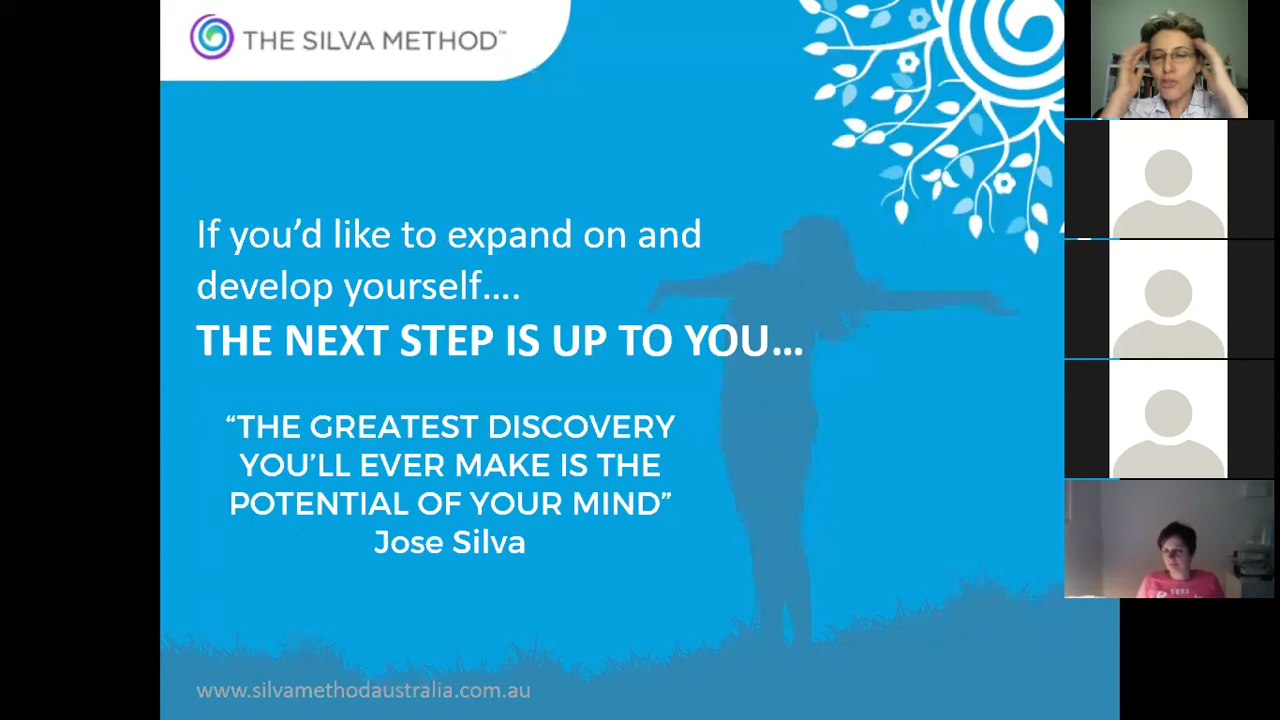 THE SILVA METHOD™
If you’d like to expand on and
develop yourself….
THE NEXT STEP IS UP TO YOU…
“THE GREATEST DISCOVERY
YOU’LL EVER MAKE IS THE
POTENTIAL OF YOUR MIND”
Jose Silva
www.silvamethodaustralia.com.au